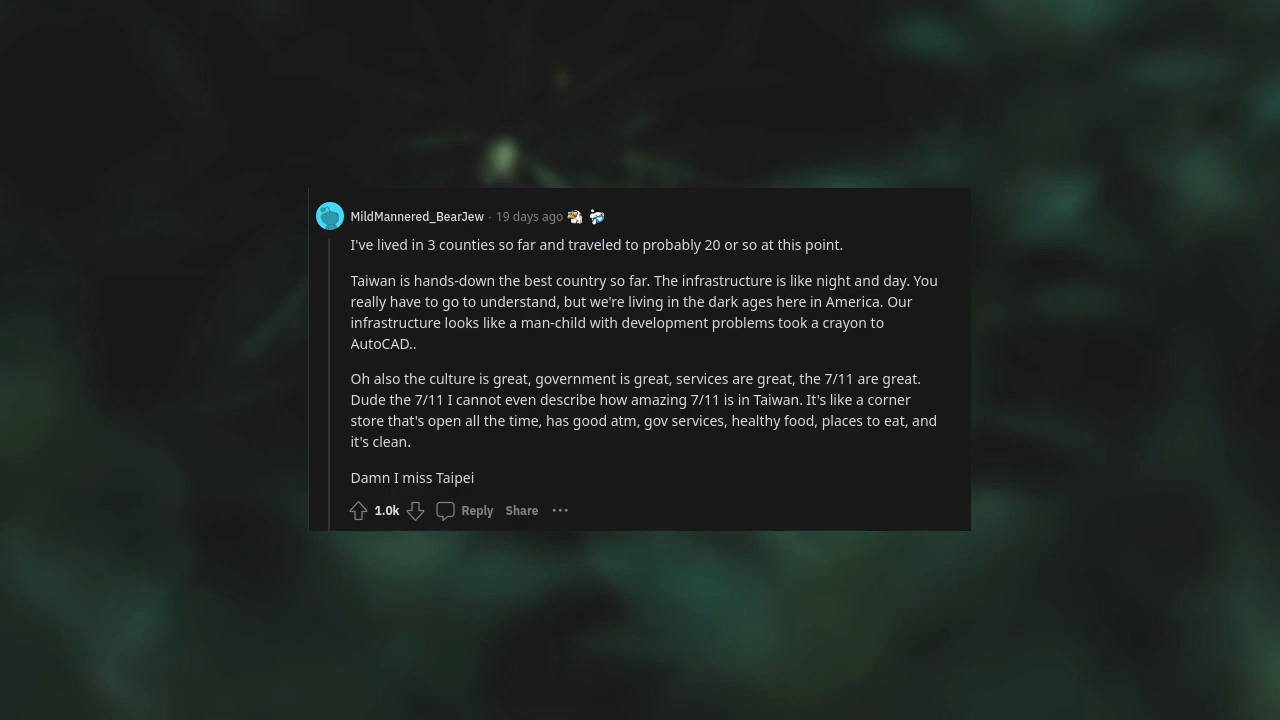 MildMannered_BearJew · 19 days ago
I've lived in 3 counties so far and traveled to probably 20 or so at this point.
Taiwan is hands-down the best country so far. The infrastructure is like night and day. You
really have to go to understand, but we're living in the dark ages here in America. Our
infrastructure looks like a man-child with development problems took a crayon to
AutoCAD..
Oh also the culture is great, government is great, services are great, the 7/11 are great.
Dude the 7/11 I cannot even describe how amazing 7/11 is in Taiwan. It's like a corner
store that's open all the time, has good atm, gov services, healthy food, places to eat, and
it's clean.
Damn I miss Taipei
1.0k Reply Share ···